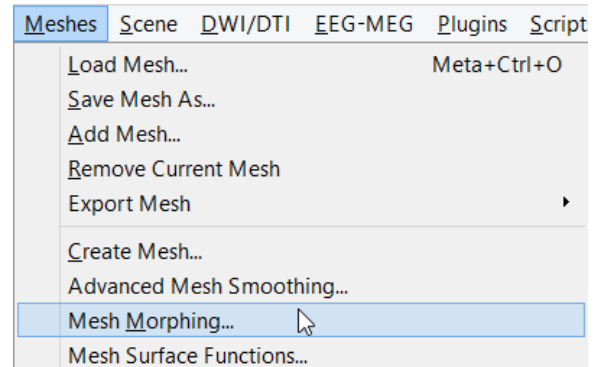 Meshes Scene DWI/DTI EEG-MEG Plugins Script
Load Mesh... Meta+Ctrl+O
Save Mesh As...
Add Mesh...
Remove Current Mesh
Export Mesh
Create Mesh...
Advanced Mesh Smoothing...
Mesh Morphing...
Mesh Surface Functions...